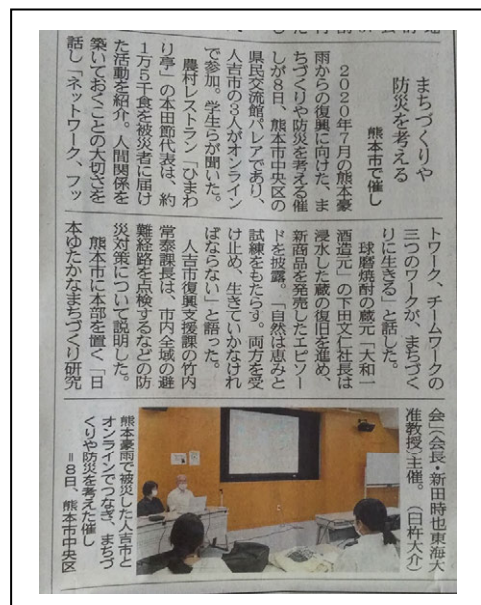 まちづくりや
防災を考える
熊本市で催し
２０２０年７月の熊本豪
雨からの復興に向けた、ま
ちづくりや防災を考える催
しが8日、熊本市中央区の
県民交流館パレアであり、
人吉市の3人がオンライン
で参加。学生らが聞いた。
農村レストラン「ひまわ
り亭」の本田節代表は、約
1万5千食を被災者に届け
た活動を紹介。人間関係を
築いておくことの大切さを
話し「ネットワーク、フッ
トワーク、チームワークの
三つのワークが、まちづく
りに生きる」と話した。
球磨焼酎の蔵元「大和一
酒造元」の下田文仁社長は
浸水した蔵の復旧を進め、
新商品を発売したエピソー
ドを披露。「自然は恵みと
試練をもたらす。両方を受
け止め、生きていかなけれ
ばならない」と語った。
人吉市復興支援課の竹内
常泰課長は、市内全域の避
難経路を点検するなどの防
災対策について説明した。
熊本市に本部を置く「日
本ゆたかなまちづくり研究
会」(会長・新田時也東海大
准教授)主催。　(臼杵大介)
熊本豪雨で被災した人吉市と
オンラインでつなぎ、まちづ
くりや防災を考えた催し
＝8日、熊本市中央区